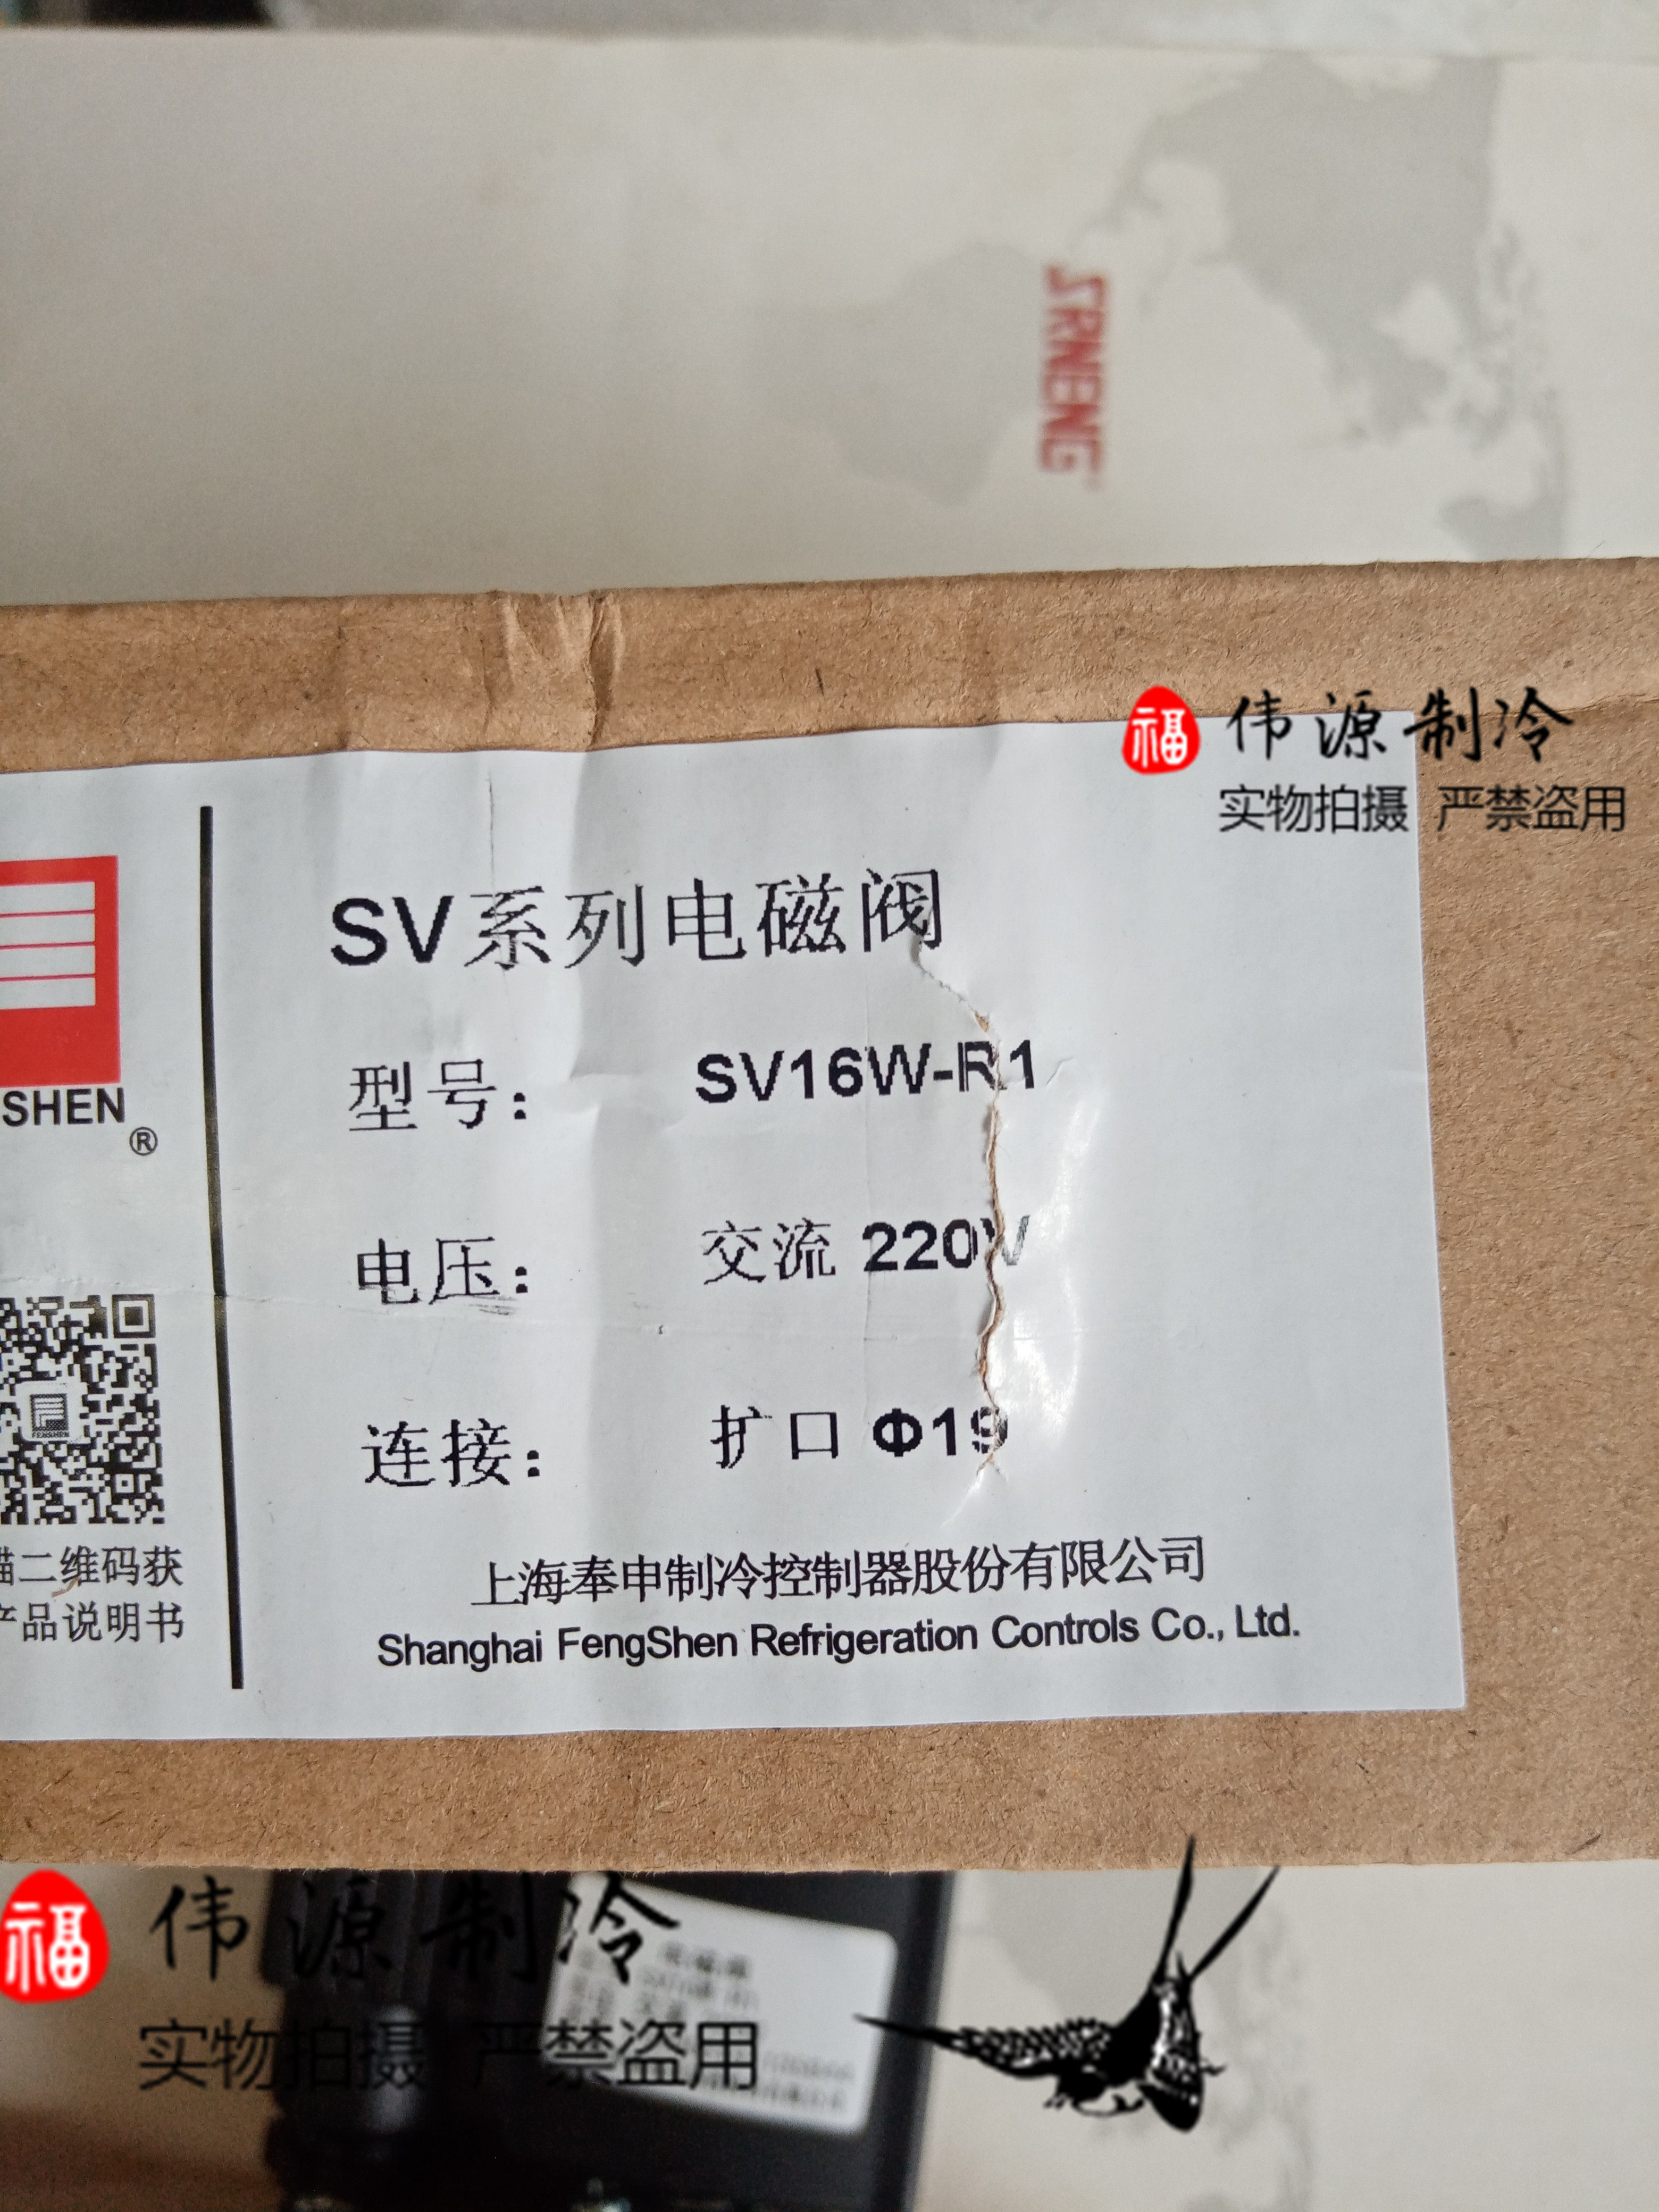 SRNENG
福 伟源制冷
实物拍摄 严禁盗用
SHEN
®
SV系列电磁阀
型号： SV16W-R1
电压： 交流 220V
连接： 扩口 Φ19
FENGSHEN
描二维码获
产品说明书
上海奉申制冷控制器股份有限公司
Shanghai FengShen Refrigeration Controls Co., Ltd.
福 伟源制冷
实物拍摄 严禁盗用